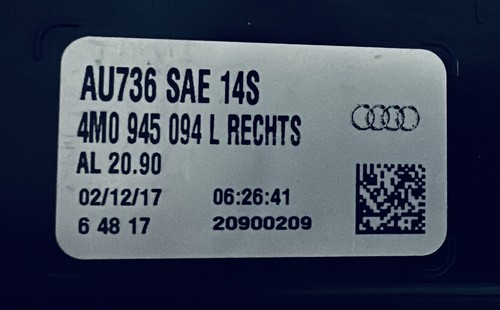 AU736 SAE 14S
4M0 945 094 L RECHTS
AL 20.90
02/12/17 06:26:41
6 48 17 20900209